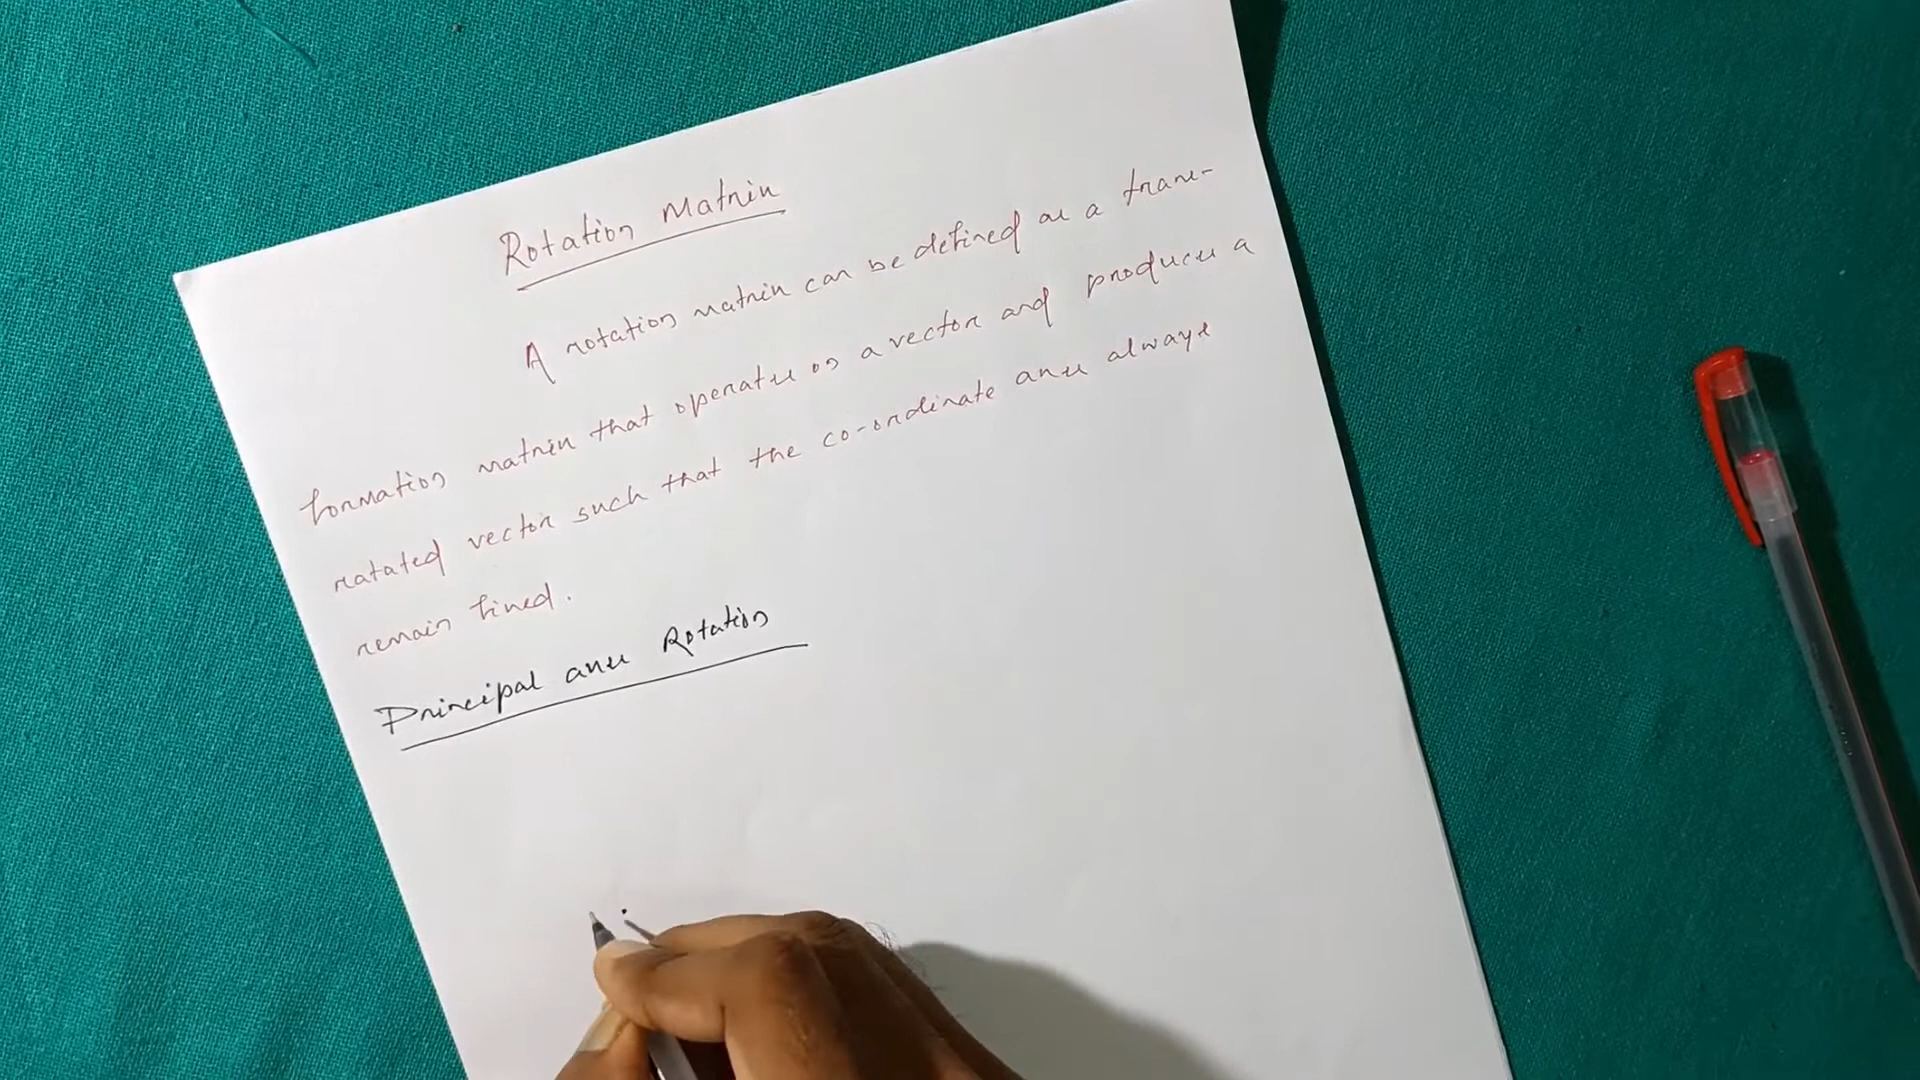 Rotation Matrix
A rotation matrix can be defined as a trans-
formation matrix that operates on a vector and produces a
ratated vector such that the co-ordinate axes always
remain fixed.
Principal axes Rotation